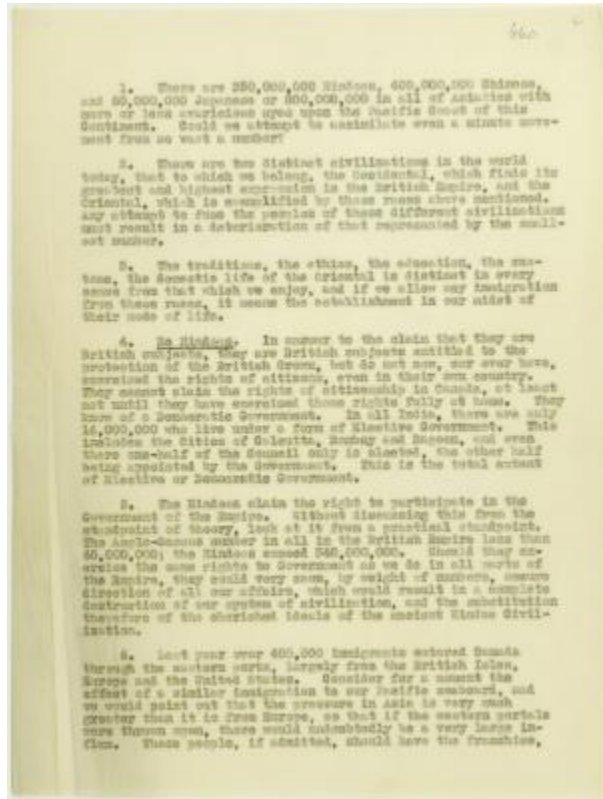 1. There are 350,000,000 Hindoos, 400,000,000 Chinese,
and 50,000,000 Japanese or 800,000,000 in all of Asiatics with
more or less avaricious eyes upon the Pacific Coast of this
Continent. Could we attempt to assimilate even a minute move-
ment from so vast a number?
2. There are two distinct civilizations in the world
today, that to which we belong, the Occidental, which finds its
greatest and highest expression in the British Empire, and the
Oriental, which is exemplified by these races above mentioned.
Any attempt to fuse the peoples of these different civilizations
must result in a deterioration of that represented by the small-
est number.
3. The traditions, the ethics, the education, the cus-
toms, the domestic life of the Oriental is distinct in every
sense from that which we enjoy, and if we allow any immigration
from these races, it means the establishment in our midst of
their mode of life.
4. Re Hindoos. In answer to the claim that they are
British subjects, they are British subjects entitled to the
protection of the British Crown, but do not now, nor ever have,
exercised the rights of citizens, even in their own country.
They cannot claim the rights of citizenship in Canada, at least
not until they have exercised those rights fully at home. They
know of a Democratic Government. In all India, there are only
16,000,000 who live under a form of Elective Government. This
includes the Cities of Calcutta, Bombay and Ragoon, and even
there one-half of the Council only is elected, the other half
being appointed by the Government. This is the total extent
of Elective or Democratic Government.
5. The Hindoos claim the right to participate in the
Government of the Empire. Without discussing this from the
standpoint of theory, look at it from a practical standpoint.
The Anglo-Saxons number in all in the British Empire less than
60,000,000; the Hindoos exceed 340,000,000. Should they ex-
ercise the same rights to Government as we do in all parts of
the Empire, they would very soon, by weight of numbers, assume
direction of all our affairs, which would result in a complete
destruction of our system of civilization, and the substitution
therefore of the cherished ideals of the ancient Hindoo Civil-
ization.
6. Last year over 400,000 immigrants entered Canada
through the eastern ports, largely from the British Isles,
Europe and the United States. Consider for a moment the
effect of a similar immigration to our Pacific seaboard, and
we would point out that the pressure in Asia is very much
greater than it is from Europe, so that if the western portals
were thrown open, there would undoubtedly be a very large in-
flux. These people, if admitted, should have the franchise,